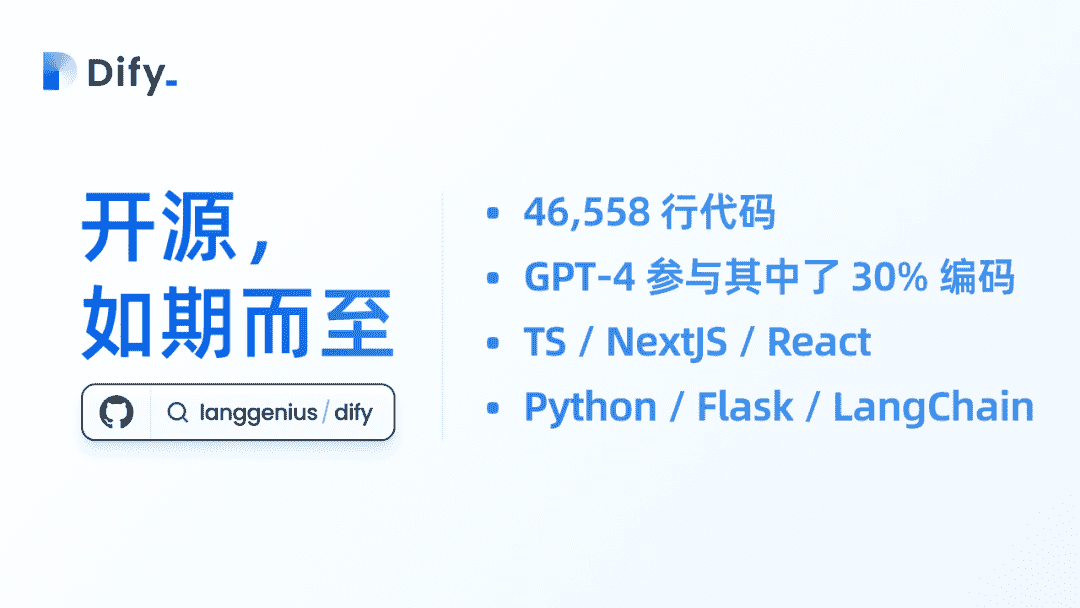 Dify_
开源，
如期而至
langgenius/dify
• 46,558 行代码
• GPT-4 参与其中了 30% 编码
• TS / NextJS / React
• Python / Flask / LangChain